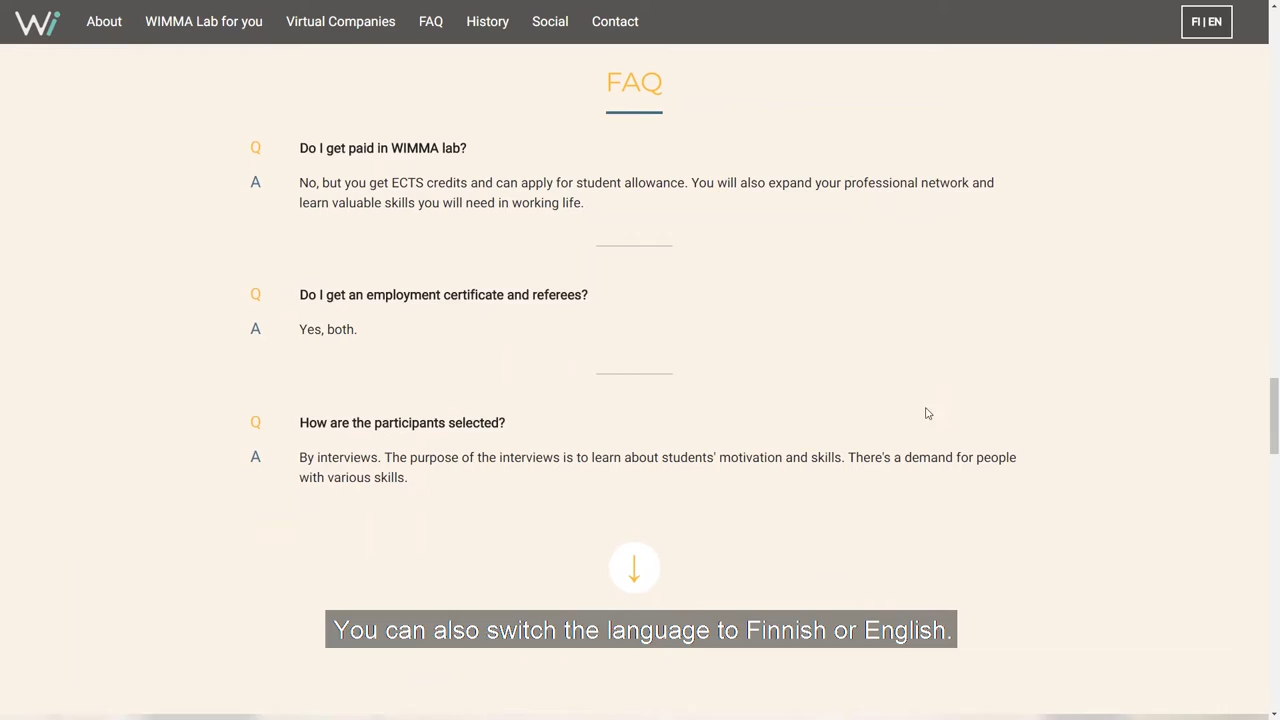 Wi About WIMMA Lab for you Virtual Companies FAQ History Social Contact FI | EN
FAQ
Q Do I get paid in WIMMA lab?
A No, but you get ECTS credits and can apply for student allowance. You will also expand your professional network and
learn valuable skills you will need in working life.
Q Do I get an employment certificate and referees?
A Yes, both.
Q How are the participants selected?
A By interviews. The purpose of the interviews is to learn about students' motivation and skills. There's a demand for people
with various skills.
You can also switch the language to Finnish or English.